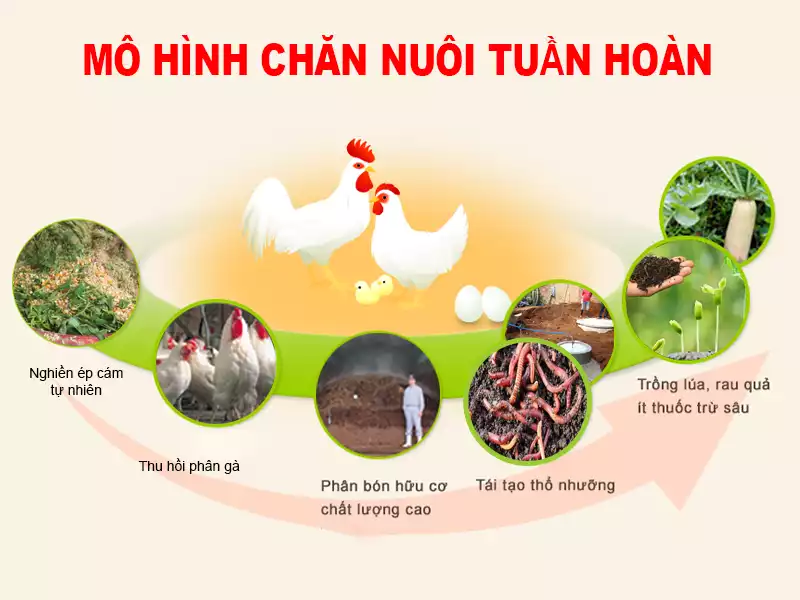 MÔ HÌNH CHĂN NUÔI TUẦN HOÀN
Nghiền ép cám
tự nhiên
Thu hồi phân gà
Phân bón hữu cơ
chất lượng cao
Tái tạo thổ nhưỡng
Trồng lúa, rau quả
ít thuốc trừ sâu